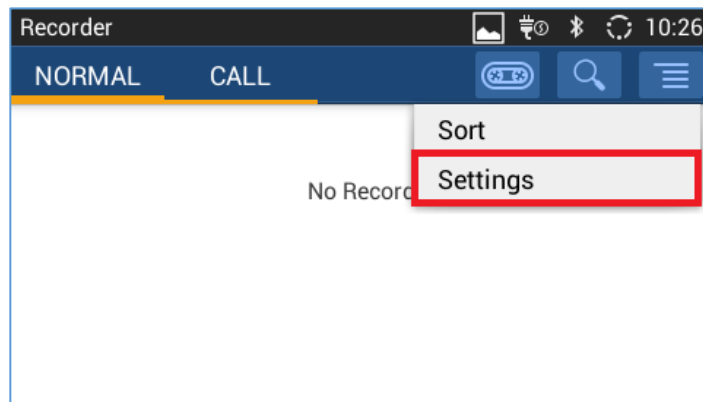 Recorder 10:26
NORMAL CALL
Sort
Settings
No Record